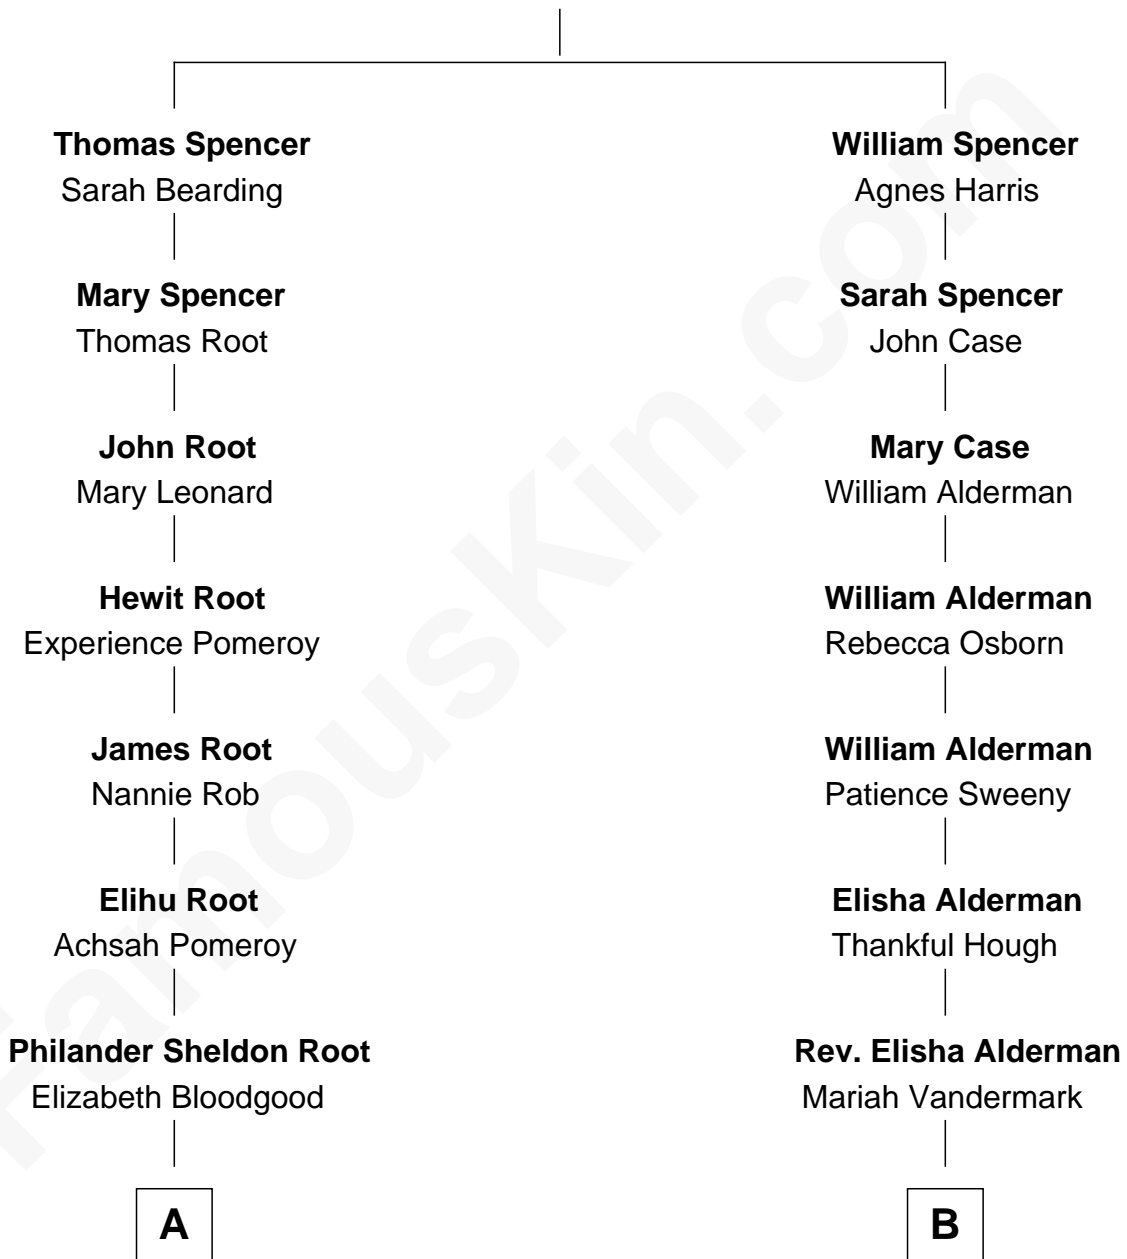 Thomas Spencer
Sarah Bearding
William Spencer
Agnes Harris
Mary Spencer
Thomas Root
Sarah Spencer
John Case
John Root
Mary Leonard
Mary Case
William Alderman
Hewit Root
Experience Pomeroy
William Alderman
Rebecca Osborn
James Root
Nannie Rob
William Alderman
Patience Sweeny
Elihu Root
Achsah Pomeroy
Elisha Alderman
Thankful Hough
Philander Sheldon Root
Elizabeth Bloodgood
Rev. Elisha Alderman
Mariah Vandermark
A
B
FamousKin.com